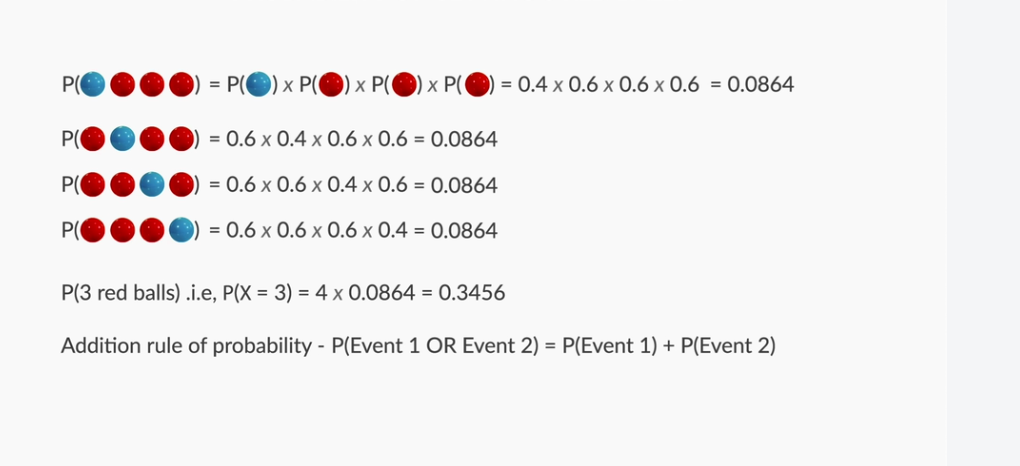 P( ) = P( ) x P( ) x P( ) x P( ) = 0.4 x 0.6 x 0.6 x 0.6 = 0.0864
P( ) = 0.6 x 0.4 x 0.6 x 0.6 = 0.0864
P( ) = 0.6 x 0.6 x 0.4 x 0.6 = 0.0864
P( ) = 0.6 x 0.6 x 0.6 x 0.4 = 0.0864
P(3 red balls) .i.e, P(X = 3) = 4 x 0.0864 = 0.3456
Addition rule of probability - P(Event 1 OR Event 2) = P(Event 1) + P(Event 2)